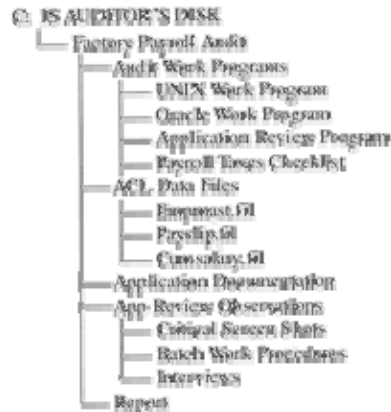 C: IS AUDITOR'S DISK
Factory Payroll Audit
Audit Work Programs
UNIX Work Program
Oracle Work Program
Application Review Program
Payroll Taxes Checklist
ACL Data Files
Empmast.fil
Payslip.fil
Cumsalary.fil
Application Documentation
App Review Observations
Critical Screen Shots
Batch Work Procedures
Interviews
Report